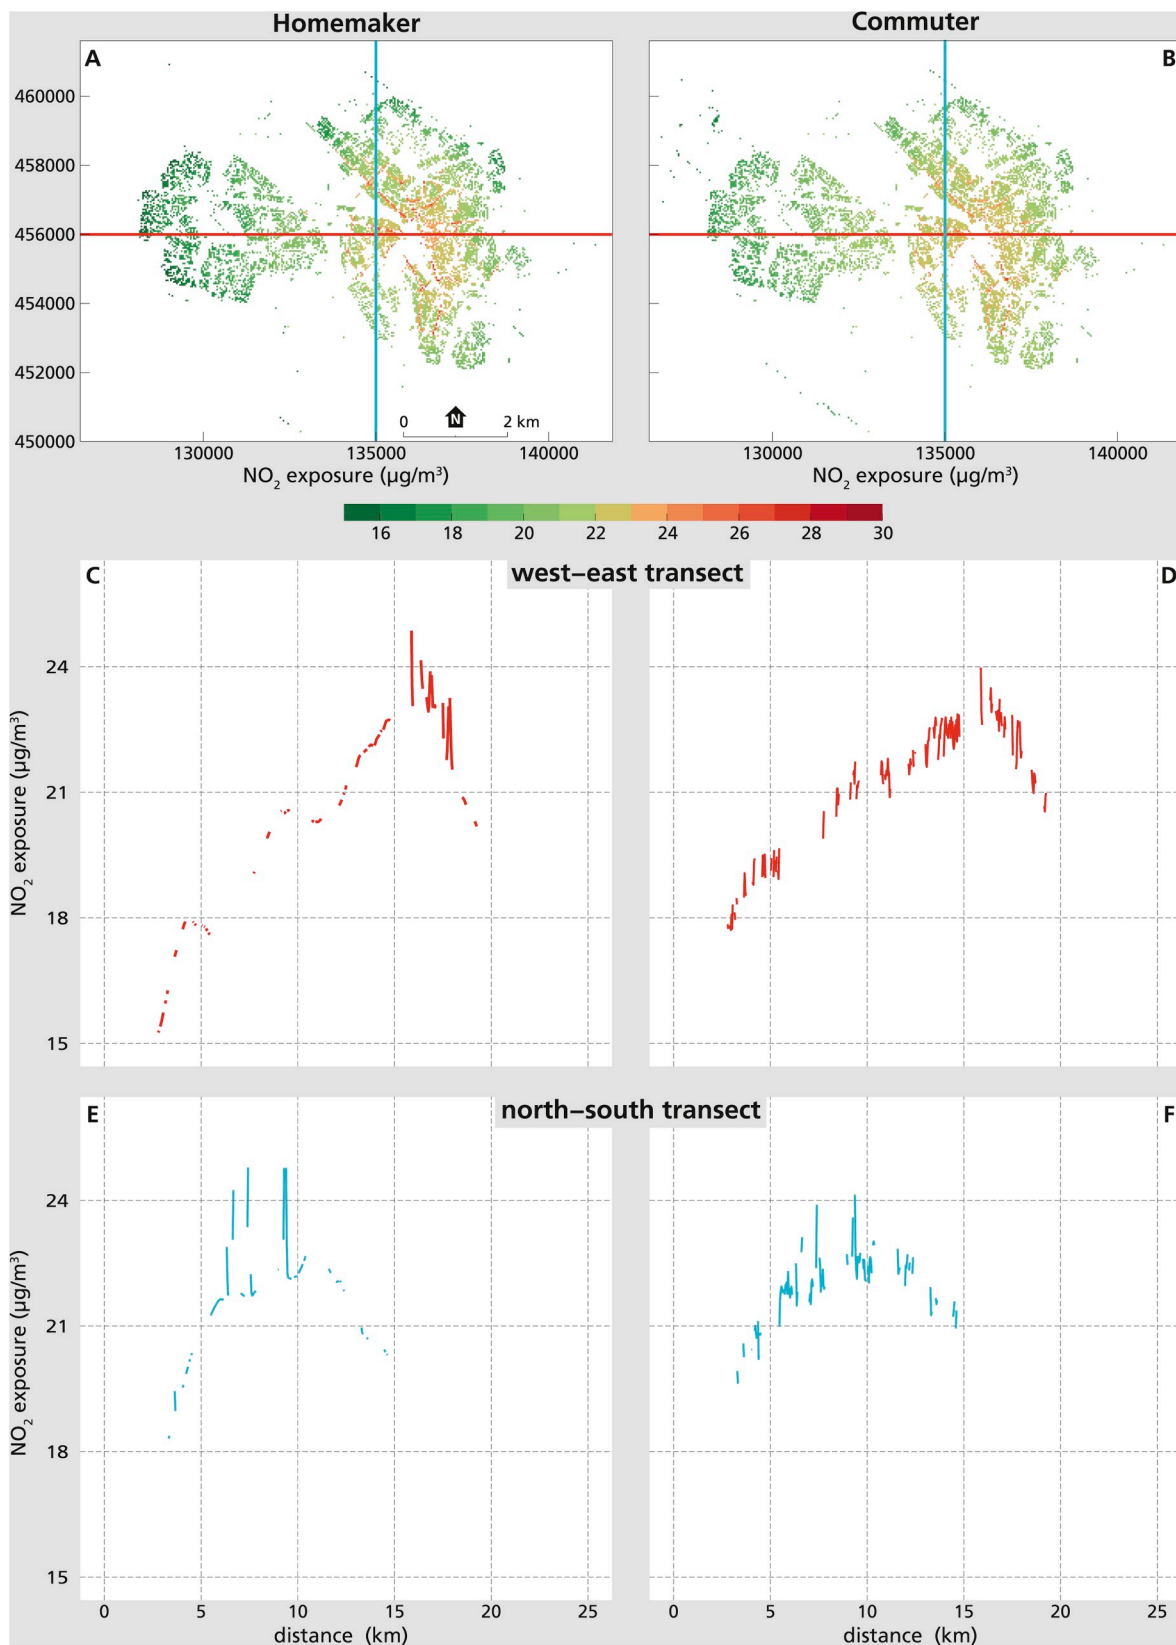 Homemaker Commuter
A B
460000
458000
456000
454000
452000
450000
0 N 2 km
130000 135000 140000 130000 135000 140000
NO₂ exposure (µg/m³) NO₂ exposure (µg/m³)
16 18 20 22 24 26 28 30
C west–east transect D
24
21
18
15
NO₂ exposure (µg/m³)
E north–south transect F
24
21
18
15
NO₂ exposure (µg/m³)
0 5 10 15 20 25 0 5 10 15 20 25
distance (km) distance (km)